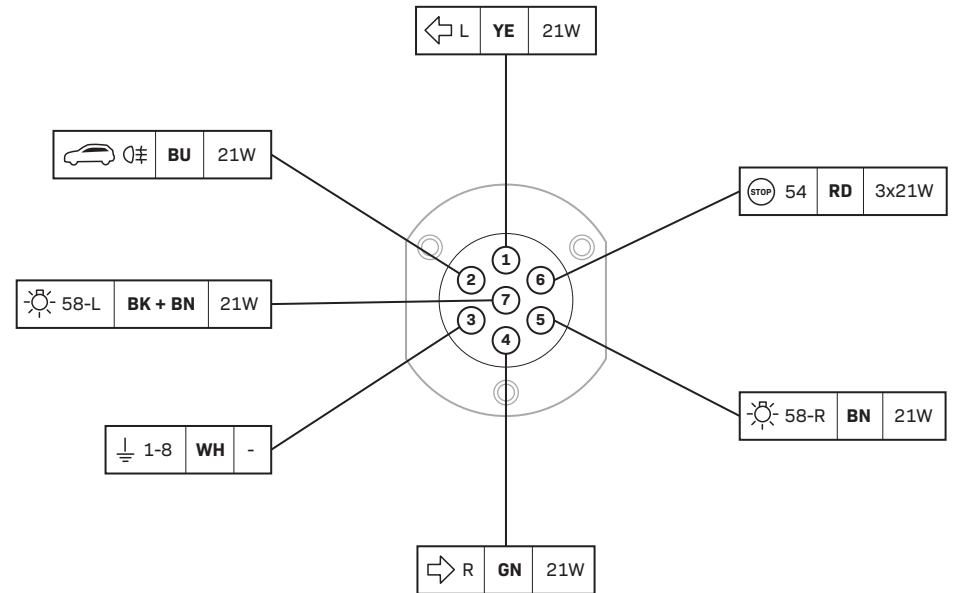 L YE 21W
BU 21W
STOP 54 RD 3x21W
1
2
6
7
3
5
4
58-L BK + BN 21W
58-R BN 21W
1-8 WH -
R GN 21W